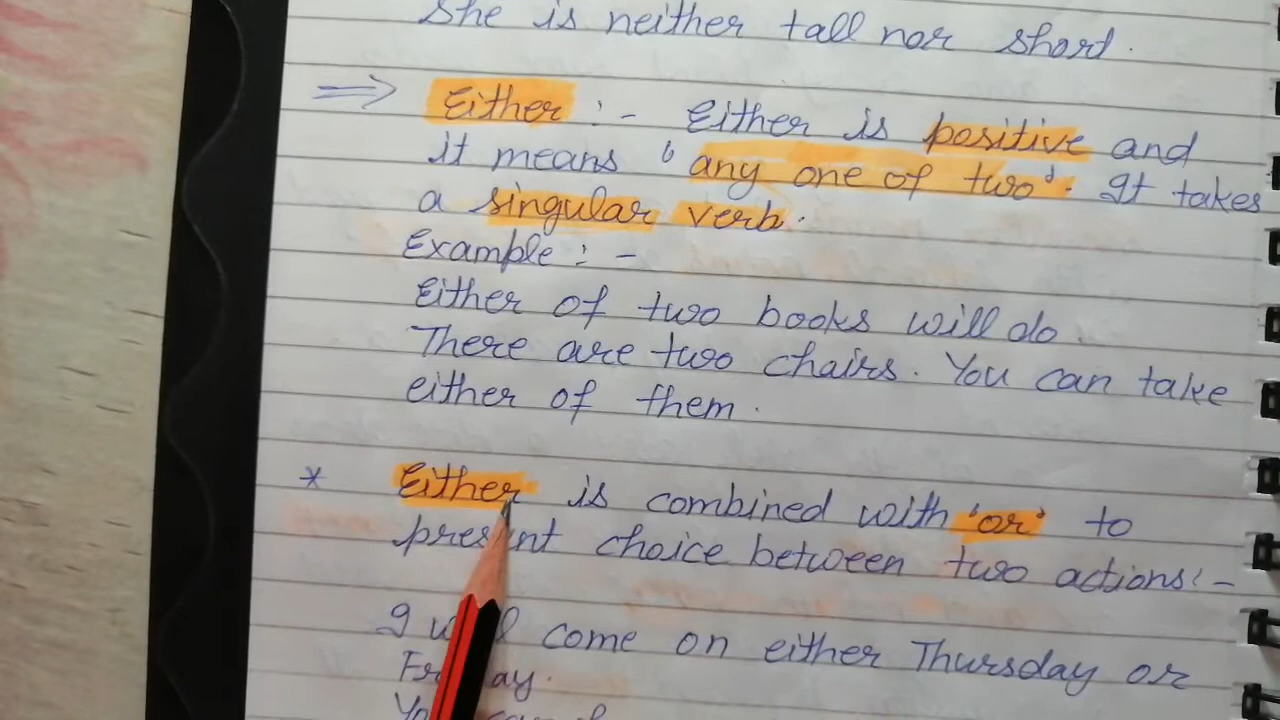 She is neither tall nor short.
⇒ Either :- Either is positive and
it means 'any one of two'. It takes
a singular verb.
Example :-
Either of two books will do.
There are two chairs. You can take
either of them.
* Either is combined with 'or' to
present choice between two actions:-
I will come on either Thursday or
Friday.